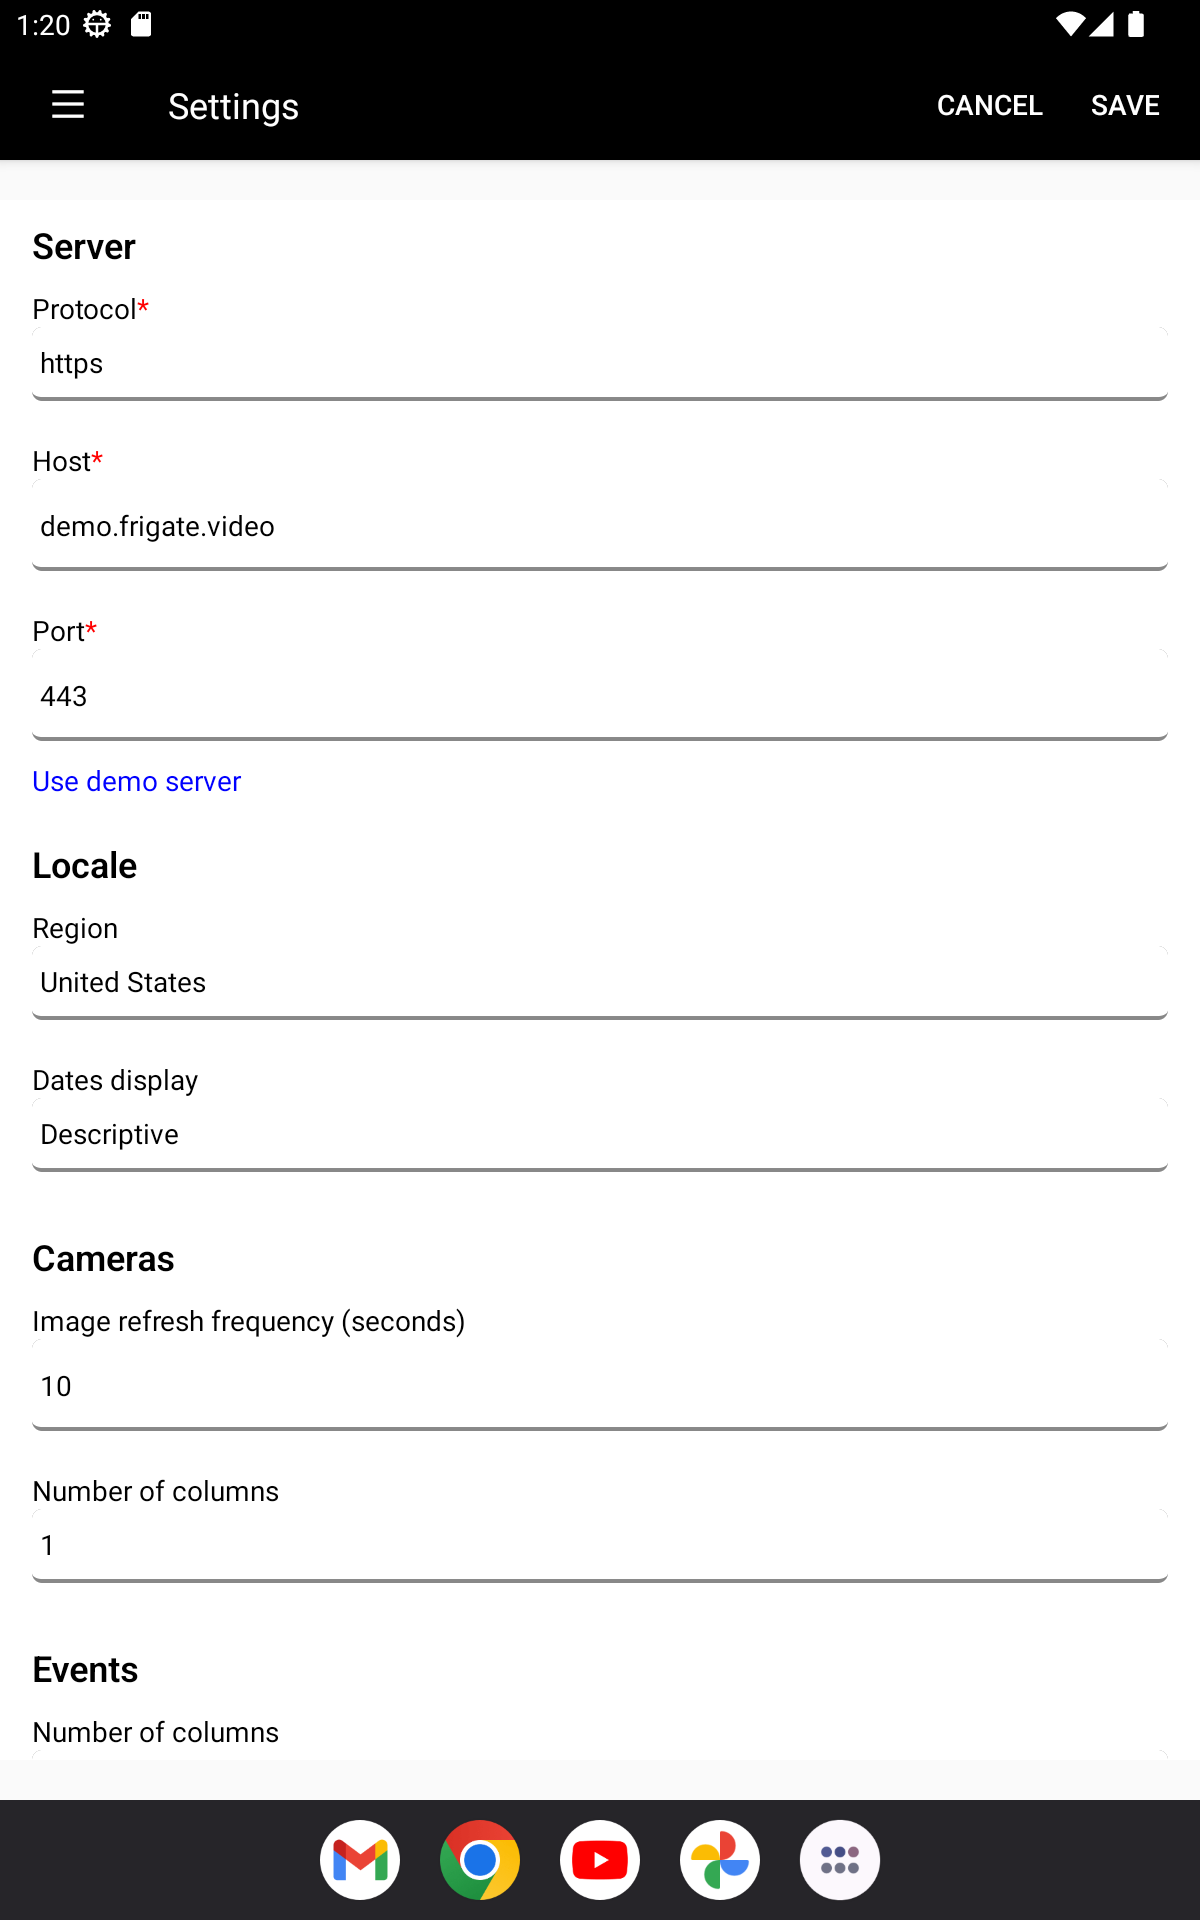 1:20
Settings
CANCEL
SAVE
Server
Protocol*
https
Host*
demo.frigate.video
Port*
443
Use demo server
Locale
Region
United States
Dates display
Descriptive
Cameras
Image refresh frequency (seconds)
10
Number of columns
1
Events
Number of columns